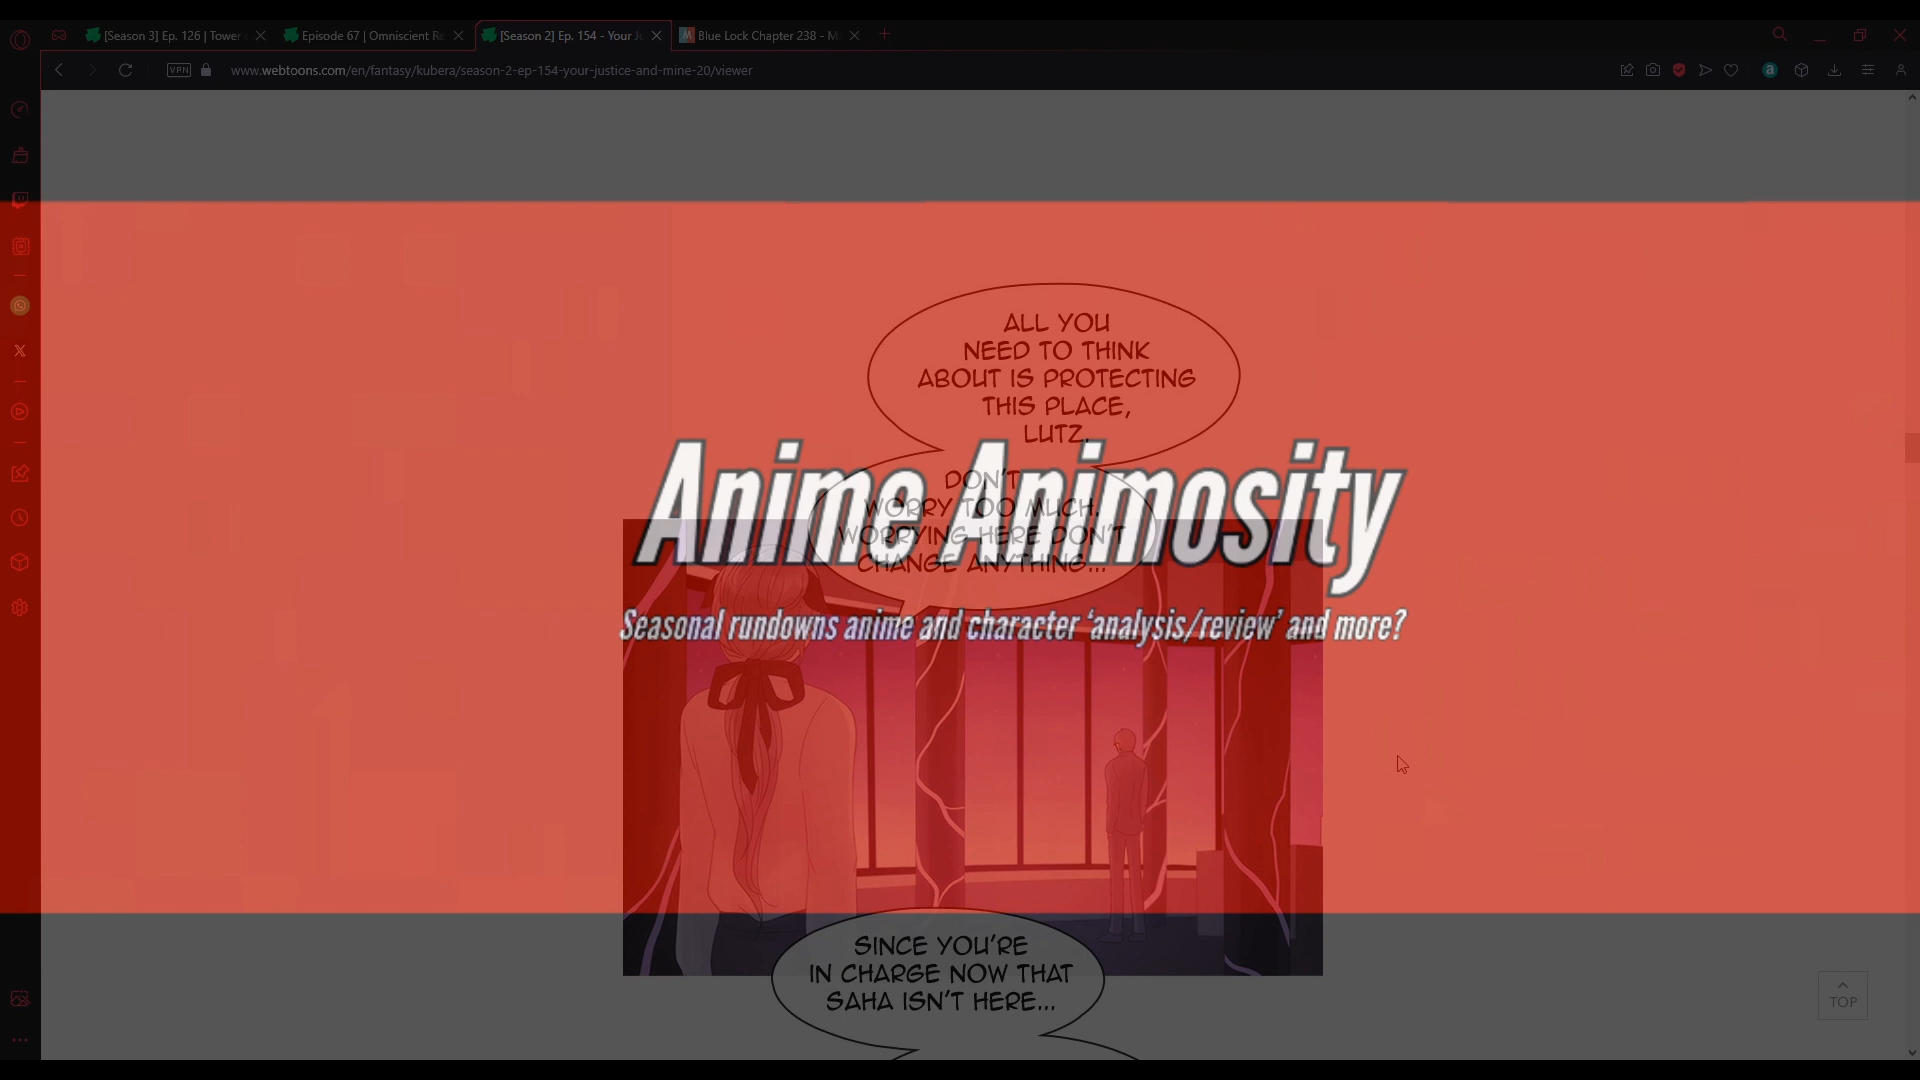 [Season 3] Ep. 126 | Tower
Episode 67 | Omniscient Re
[Season 2] Ep. 154 - Your Ju
Blue Lock Chapter 238 - M
VPN
www.webtoons.com/en/fantasy/kubera/season-2-ep-154-your-justice-and-mine-20/viewer
ALL YOU
NEED TO THINK
ABOUT IS PROTECTING
THIS PLACE,
LUTZ.
DON'T
WORRY TOO MUCH.
WORRYING HERE DON'T
CHANGE ANYTHING...
Anime Animosity
Seasonal rundowns anime and character 'analysis/review' and more?
SINCE YOU'RE
IN CHARGE NOW THAT
SAHA ISN'T HERE...
TOP